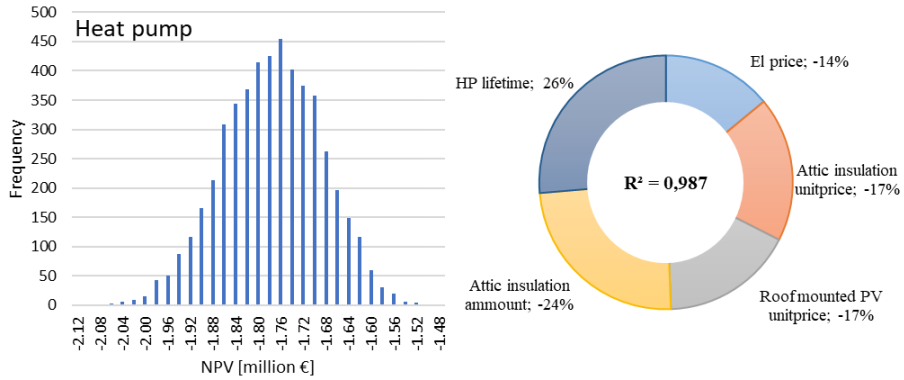 Heat pump
500
450
400
350
300
250
200
150
100
50
0
Frequency
-2.12
-2.08
-2.04
-2.00
-1.96
-1.92
-1.88
-1.84
-1.80
-1.76
-1.72
-1.68
-1.64
-1.60
-1.56
-1.52
-1.48
NPV [million €]
HP lifetime; 26%
El price; -14%
Attic insulation
unitprice; -17%
R² = 0,987
Attic insulation
ammount; -24%
Roof mounted PV
unitprice; -17%